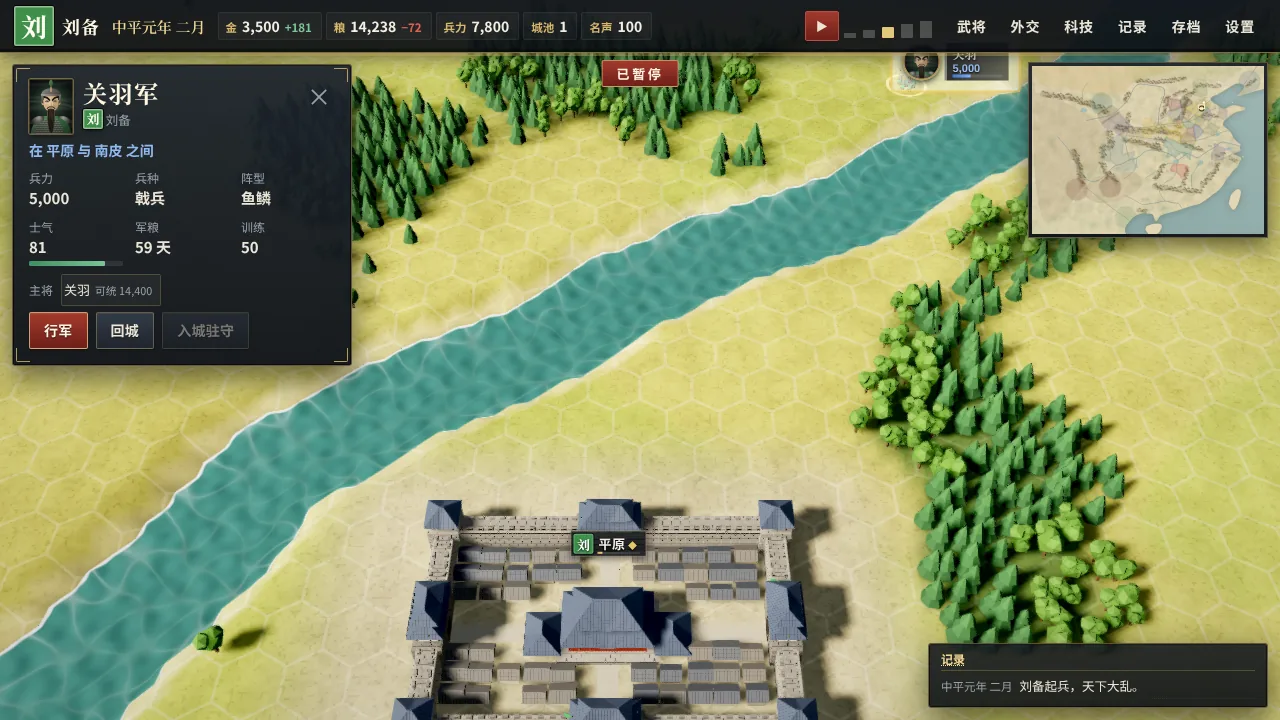 刘 刘备 中平元年 二月 金 3,500 +181 粮 14,238 −72 兵力 7,800 城池 1 名声 100 武将 外交 科技 记录 存档 设置
已暂停
关羽
5,000
关羽军
刘 刘备
在 平原 与 南皮 之间
兵力 兵种 阵型
5,000 戟兵 鱼鳞
士气 军粮 训练
81 59 天 50
主将 关羽 可统 14,400
行军 回城 入城驻守
刘 平原
记录
中平元年 二月 刘备起兵，天下大乱。